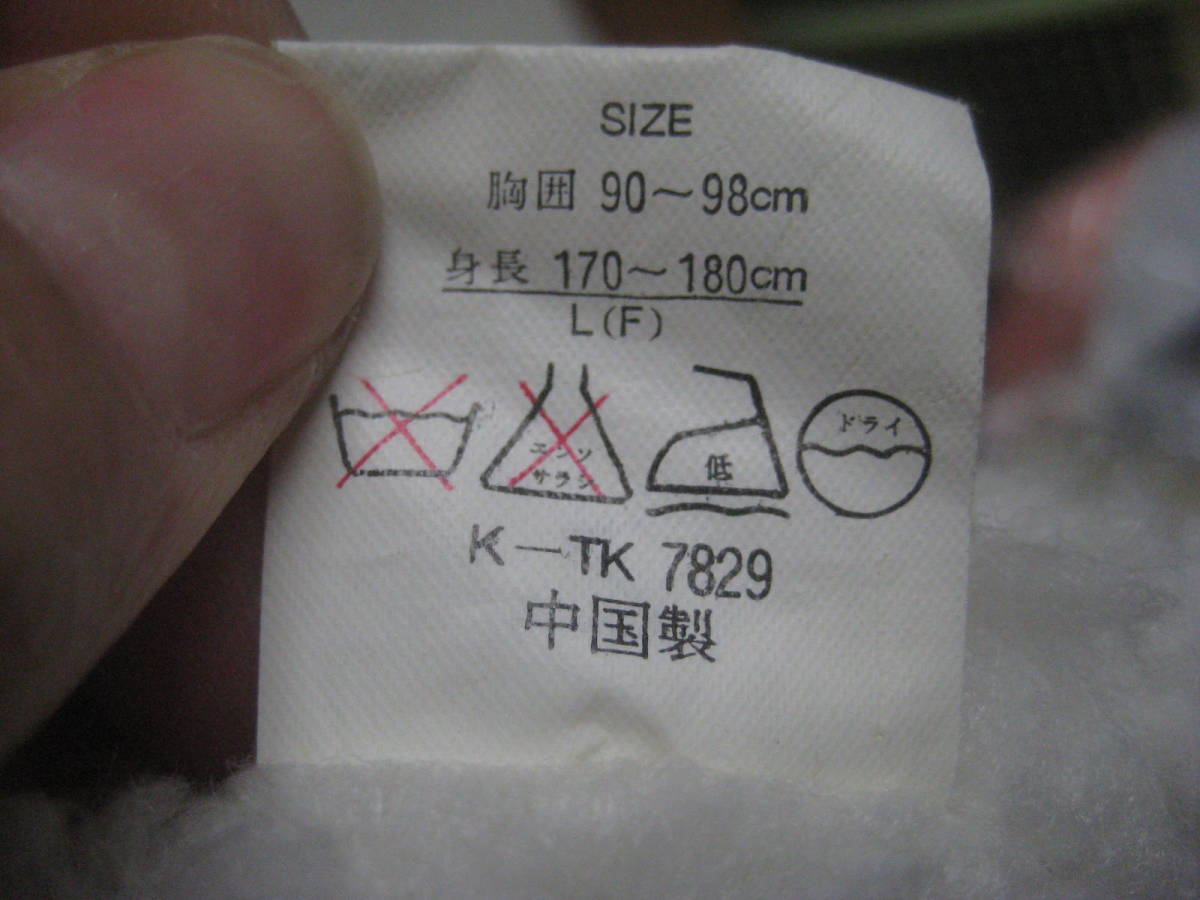 SIZE
胸囲 90〜98cm
身長 170〜180cm
L(F)
エンソ
サラシ
低
ドライ
K—TK 7829
中国製